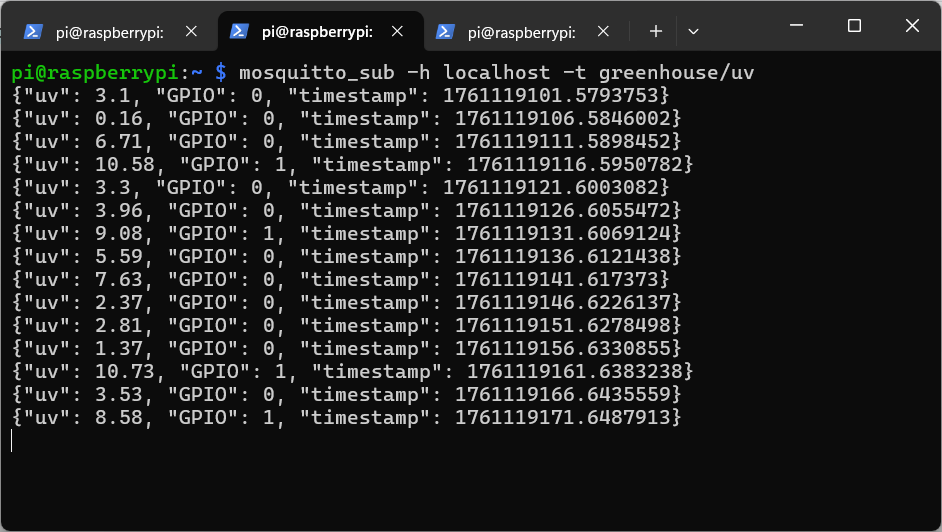 pi@raspberrypi: pi@raspberrypi: pi@raspberrypi:
pi@raspberrypi:~ $ mosquitto_sub -h localhost -t greenhouse/uv
{"uv": 3.1, "GPIO": 0, "timestamp": 1761119101.5793753}
{"uv": 0.16, "GPIO": 0, "timestamp": 1761119106.5846002}
{"uv": 6.71, "GPIO": 0, "timestamp": 1761119111.5898452}
{"uv": 10.58, "GPIO": 1, "timestamp": 1761119116.5950782}
{"uv": 3.3, "GPIO": 0, "timestamp": 1761119121.6003082}
{"uv": 3.96, "GPIO": 0, "timestamp": 1761119126.6055472}
{"uv": 9.08, "GPIO": 1, "timestamp": 1761119131.6069124}
{"uv": 5.59, "GPIO": 0, "timestamp": 1761119136.6121438}
{"uv": 7.63, "GPIO": 0, "timestamp": 1761119141.617373}
{"uv": 2.37, "GPIO": 0, "timestamp": 1761119146.6226137}
{"uv": 2.81, "GPIO": 0, "timestamp": 1761119151.6278498}
{"uv": 1.37, "GPIO": 0, "timestamp": 1761119156.6330855}
{"uv": 10.73, "GPIO": 1, "timestamp": 1761119161.6383238}
{"uv": 3.53, "GPIO": 0, "timestamp": 1761119166.6435559}
{"uv": 8.58, "GPIO": 1, "timestamp": 1761119171.6487913}